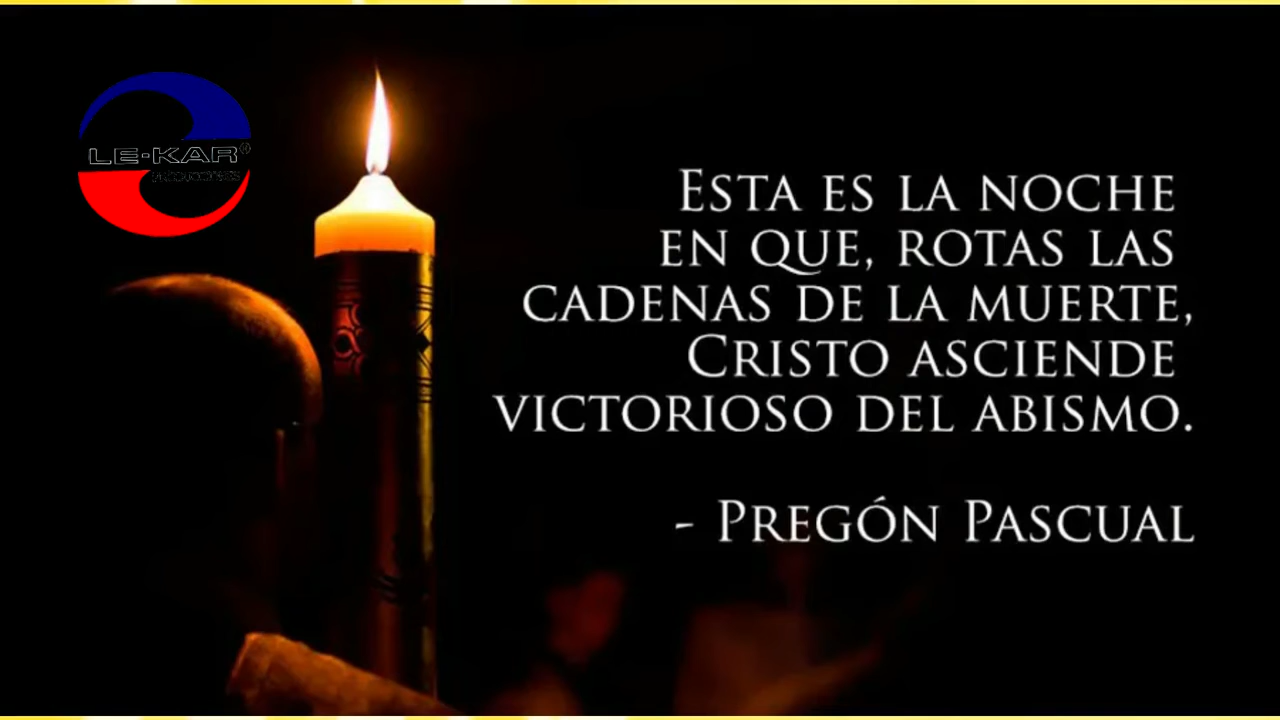 LE-KAR®
ESTA ES LA NOCHE
EN QUE, ROTAS LAS
CADENAS DE LA MUERTE,
CRISTO ASCIENDE
VICTORIOSO DEL ABISMO.
- PREGÓN PASCUAL